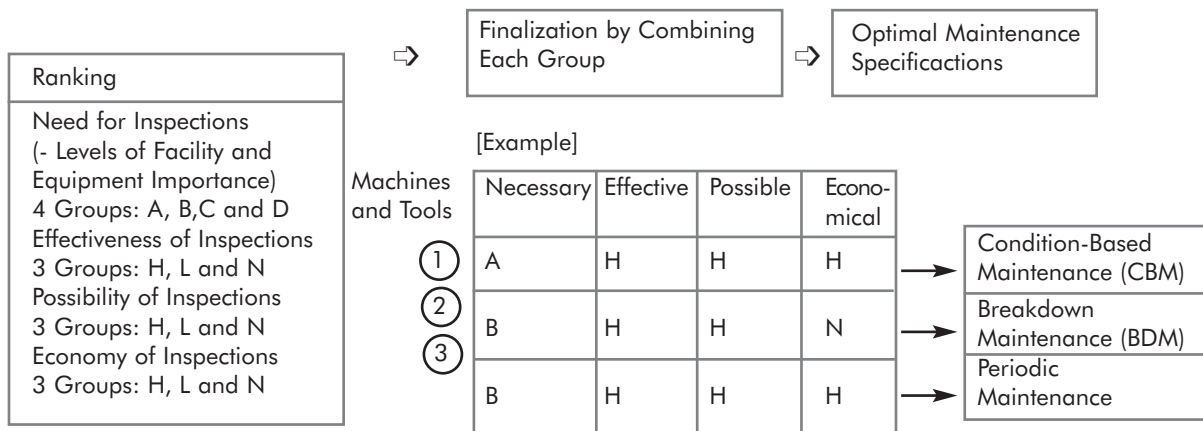 Ranking
Need for Inspections
(- Levels of Facility and
Equipment Importance)
4 Groups: A, B,C and D
Effectiveness of Inspections
3 Groups: H, L and N
Possibility of Inspections
3 Groups: H, L and N
Economy of Inspections
3 Groups: H, L and N
Finalization by Combining
Each Group
Optimal Maintenance
Specificactions
[Example]
Machines
and Tools
Necessary Effective Possible Econo-
mical
1 A H H H
Condition-Based
Maintenance (CBM)
2 B H H N
Breakdown
Maintenance (BDM)
3 B H H H
Periodic
Maintenance